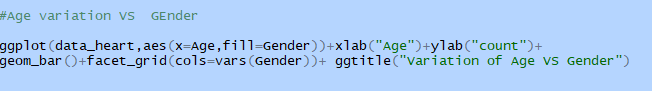 #Age variation VS  GEnder
ggplot(data_heart,aes(x=Age,fill=Gender))+xlab("Age")+ylab("count")+
geom_bar()+facet_grid(cols=vars(Gender))+ ggtitle("Variation of Age VS Gender")